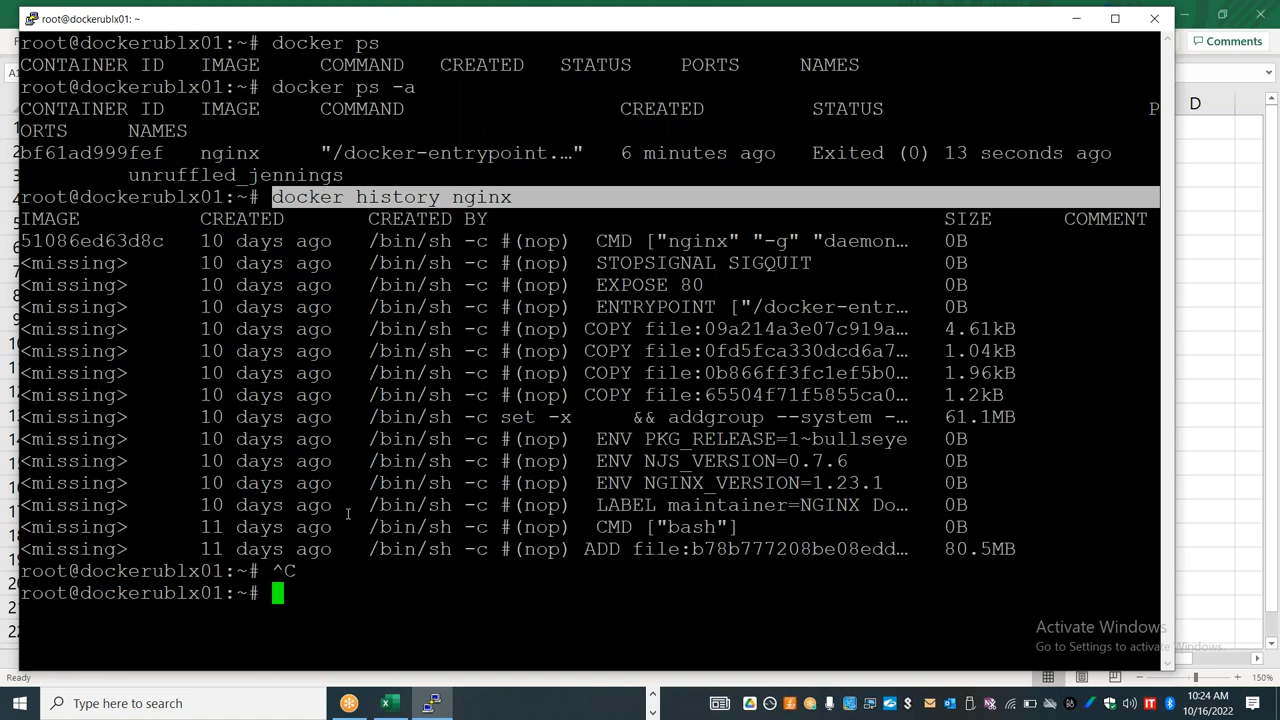 root@dockerublx01: ~
root@dockerublx01:~# docker ps
CONTAINER ID   IMAGE     COMMAND   CREATED   STATUS    PORTS     NAMES
root@dockerublx01:~# docker ps -a
CONTAINER ID   IMAGE     COMMAND                  CREATED         STATUS                      P
ORTS     NAMES
bf61ad999fef   nginx     "/docker-entrypoint.…"   6 minutes ago   Exited (0) 13 seconds ago
         unruffled_jennings
root@dockerublx01:~# docker history nginx
IMAGE          CREATED       CREATED BY                                      SIZE      COMMENT
51086ed63d8c   10 days ago   /bin/sh -c #(nop)  CMD ["nginx" "-g" "daemon…   0B
<missing>      10 days ago   /bin/sh -c #(nop)  STOPSIGNAL SIGQUIT           0B
<missing>      10 days ago   /bin/sh -c #(nop)  EXPOSE 80                    0B
<missing>      10 days ago   /bin/sh -c #(nop)  ENTRYPOINT ["/docker-entr…   0B
<missing>      10 days ago   /bin/sh -c #(nop) COPY file:09a214a3e07c919a…   4.61kB
<missing>      10 days ago   /bin/sh -c #(nop) COPY file:0fd5fca330dcd6a7…   1.04kB
<missing>      10 days ago   /bin/sh -c #(nop) COPY file:0b866ff3fc1ef5b0…   1.96kB
<missing>      10 days ago   /bin/sh -c #(nop) COPY file:65504f71f5855ca0…   1.2kB
<missing>      10 days ago   /bin/sh -c set -x     && addgroup --system -…   61.1MB
<missing>      10 days ago   /bin/sh -c #(nop)  ENV PKG_RELEASE=1~bullseye   0B
<missing>      10 days ago   /bin/sh -c #(nop)  ENV NJS_VERSION=0.7.6        0B
<missing>      10 days ago   /bin/sh -c #(nop)  ENV NGINX_VERSION=1.23.1     0B
<missing>      10 days ago   /bin/sh -c #(nop)  LABEL maintainer=NGINX Do…   0B
<missing>      11 days ago   /bin/sh -c #(nop)  CMD ["bash"]                 0B
<missing>      11 days ago   /bin/sh -c #(nop) ADD file:b78b777208be08edd…   80.5MB
root@dockerublx01:~# ^C
root@dockerublx01:~#
Comments
D
Activate Windows
Go to Settings to activate Windows.
Ready
150%
Type here to search
10:24 AM
10/16/2022